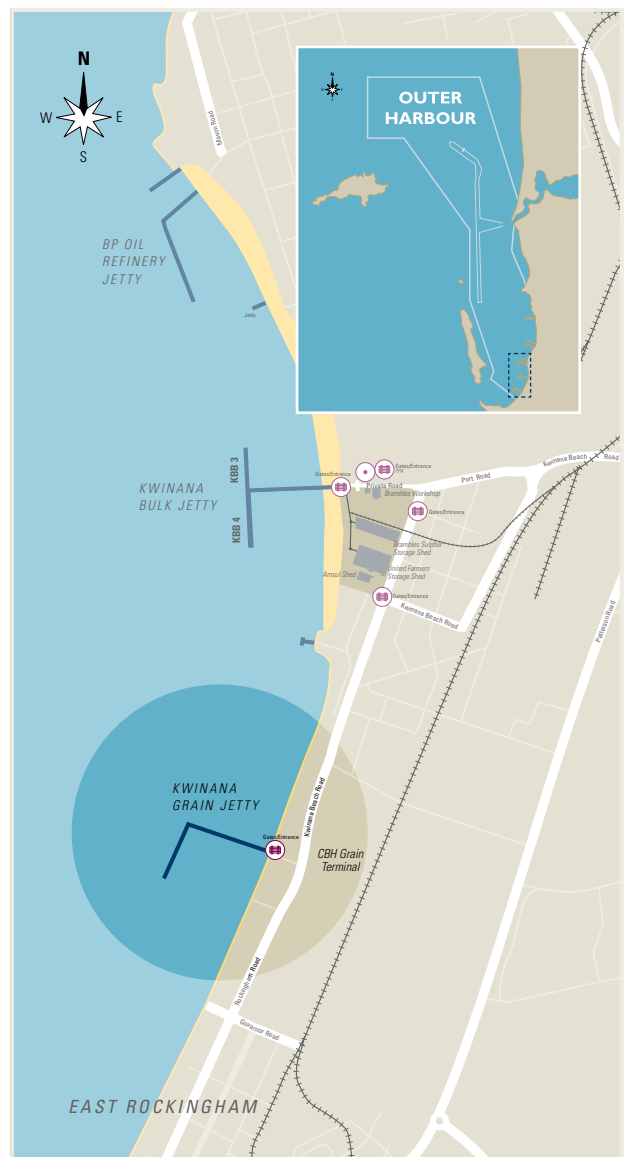 N
W
E
S
Mason Road
N
OUTER
HARBOUR
BP OIL
REFINERY
JETTY
Jetty
KBB 3
KWINANA
BULK JETTY
KBB 4
Gates/Entrance
Gates/Entrance
Private Road
Port Road
Kwinana Beach Road
Brambles Workshop
Gates/Entrance
Brambles Sulphur
Storage Shed
United Farmers
Storage Shed
Gates/Entrance
Kwinana Beach Road
Patterson Road
KWINANA
GRAIN JETTY
Gates/Entrance
Kwinana Beach Road
CBH Grain
Terminal
Rockingham Road
Governor Road
EAST ROCKINGHAM